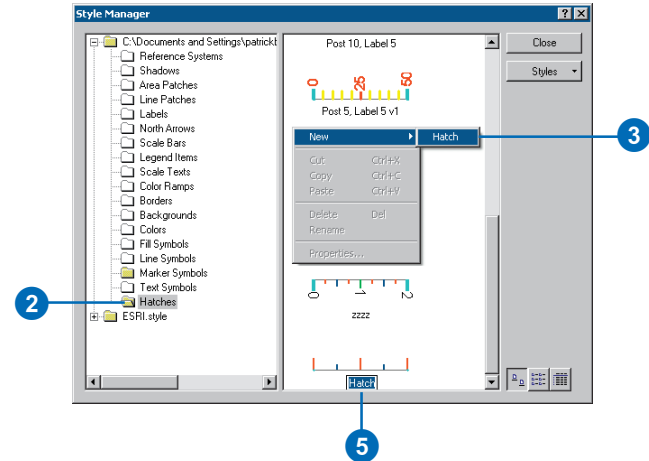 Style Manager
C:\Documents and Settings\patrickt
Reference Systems
Shadows
Area Patches
Line Patches
Labels
North Arrows
Scale Bars
Legend Items
Scale Texts
Color Ramps
Borders
Backgrounds
Colors
Fill Symbols
Line Symbols
Marker Symbols
Text Symbols
Hatches
ESRI.style
2
Post 10, Label 5
0 25 50
Post 5, Label 5 v1
New
Hatch
3
Cut Ctrl+X
Copy Ctrl+C
Paste Ctrl+V
Delete Del
Rename
Properties...
0 1 2
zzzz
Hatch
5
Close
Styles